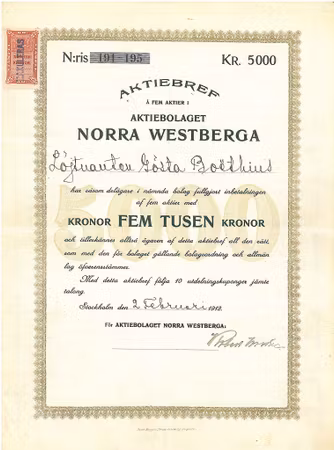 N:ris 191-195 KR. 5000
AKTIEBREF
Å FEM AKTIER I
AKTIEBOLAGET
NORRA WESTBERGA
Löjtnanten Gösta Boëthius
har såsom delägare i nämnda bolag fullgjort inbetalningen
af fem aktier med
KRONOR FEM TUSEN KRONOR
och tillerkännes alltså ägaren af detta aktiebref all den rätt,
som med den för bolaget gällande bolagsordning och allmän
lag öfverensstämmer.
Med detta aktiebref följa 10 utdelningskuponger jämte
talong.
Stockholm den 2 Februari 1912.
FÖR AKTIEBOLAGET NORRA WESTBERGA: